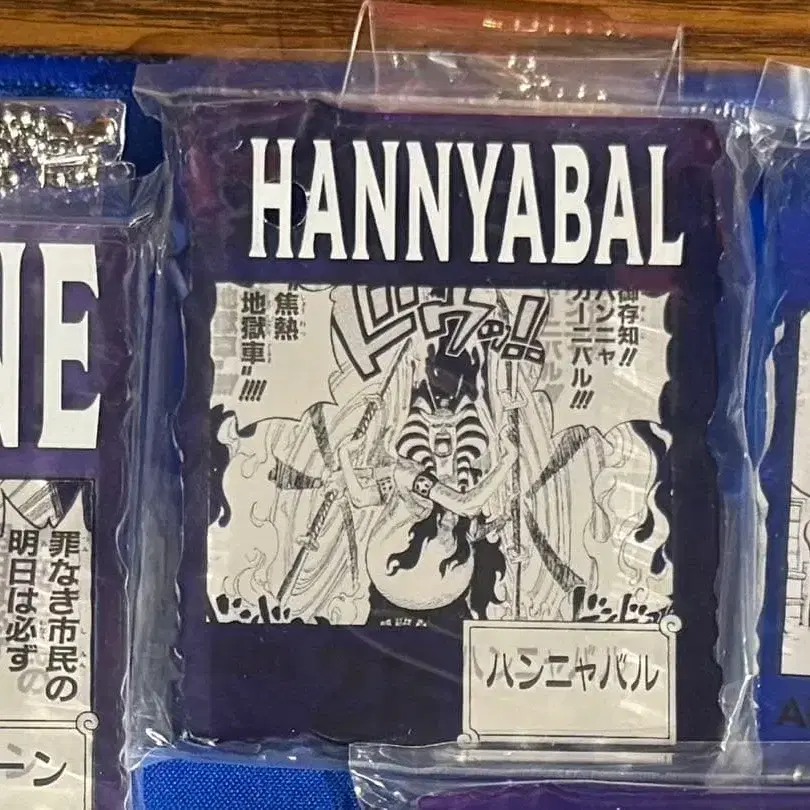 HANNYABAL
御存知!!
ハンニャ
カーニバル!!!
"焦熱
地獄車"!!!!
ハンニャバル
NE
罪なき市民の
明日は必ず
ーン
A